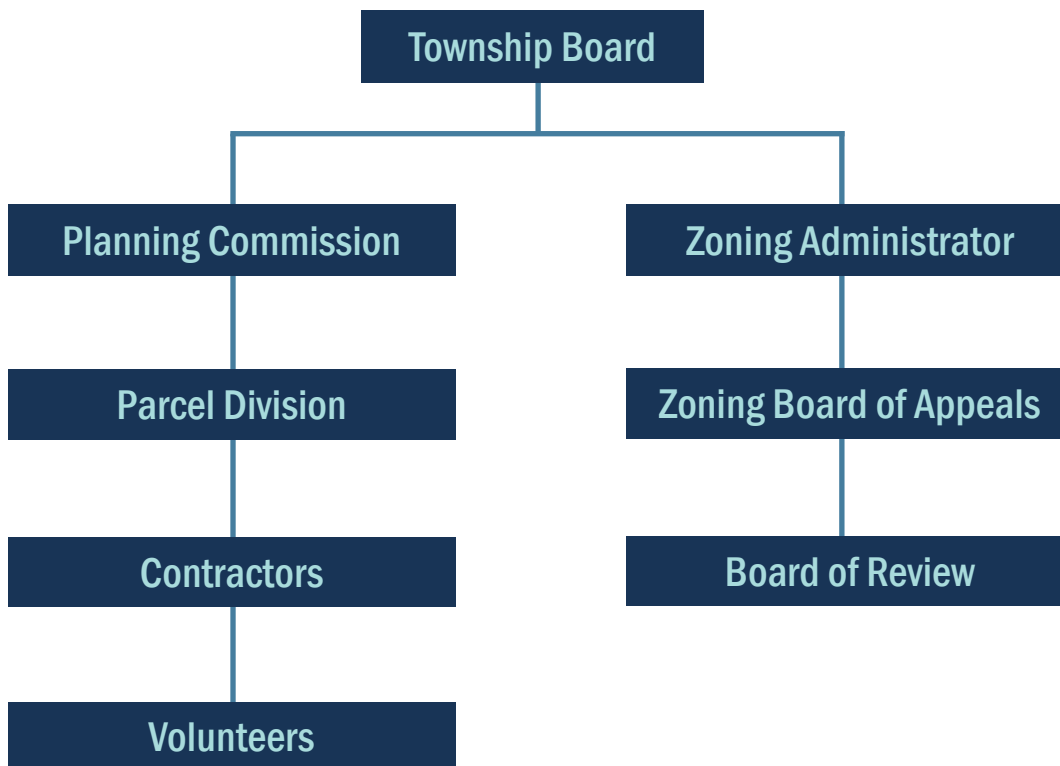 Township Board
Planning Commission
Zoning Administrator
Parcel Division
Zoning Board of Appeals
Contractors
Board of Review
Volunteers